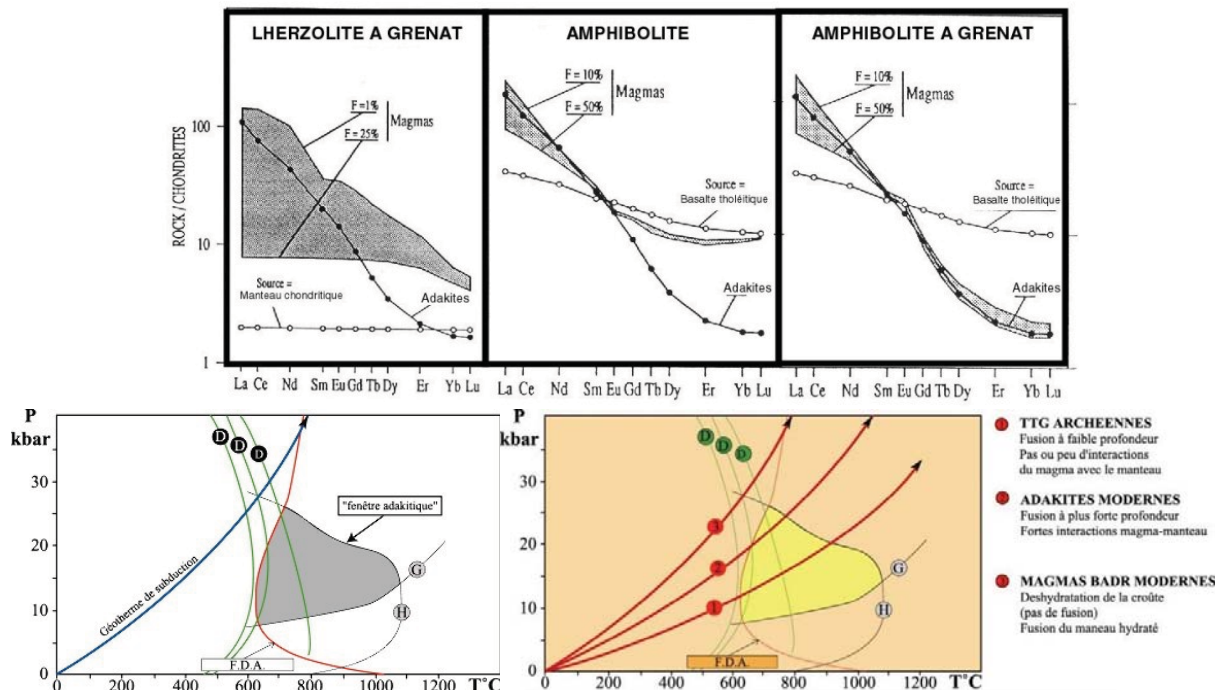 LHERZOLITE A GRENAT
AMPHIBOLITE
AMPHIBOLITE A GRENAT
ROCK / CHONDRITES
100
10
1
F = 1%
F = 25%
Magmas
Source =
Manteau chondritique
Adakites
F = 10%
F = 50%
Magmas
Source =
Basalte tholéitique
Adakites
F = 10%
F = 50%
Magmas
Source =
Basalte tholéitique
Adakites
La Ce Nd Sm Eu Gd Tb Dy Er Yb Lu
La Ce Nd Sm Eu Gd Tb Dy Er Yb Lu
La Ce Nd Sm Eu Gd Tb Dy Er Yb Lu
P
kbar
30
20
10
0
D D D
"fenêtre adakitique"
Géotherme de subduction
G
H
F.D.A.
0 200 400 600 800 1000 1200 T°C
P
kbar
30
20
10
0
D D D
3
2
1
G
H
F.D.A.
0 200 400 600 800 1000 1200 T°C
1 TTG ARCHEENNES
Fusion à faible profondeur
Pas ou peu d'interactions
du magma avec le manteau
2 ADAKITES MODERNES
Fusion à plus forte profondeur
Fortes interactions magma-manteau
3 MAGMAS BADR MODERNES
Deshydratation de la croûte
(pas de fusion)
Fusion du maneau hydraté